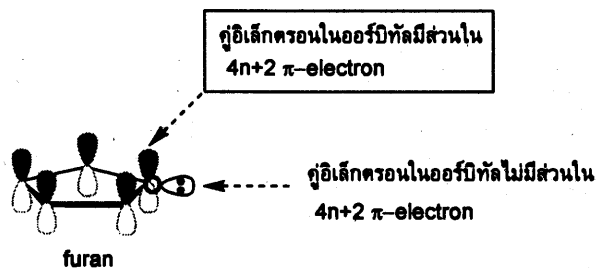 คู่อิเล็กตรอนในออร์บิทัลมีส่วนใน
4n+2 π–electron
คู่อิเล็กตรอนในออร์บิทัลไม่มีส่วนใน
4n+2 π–electron
O
furan